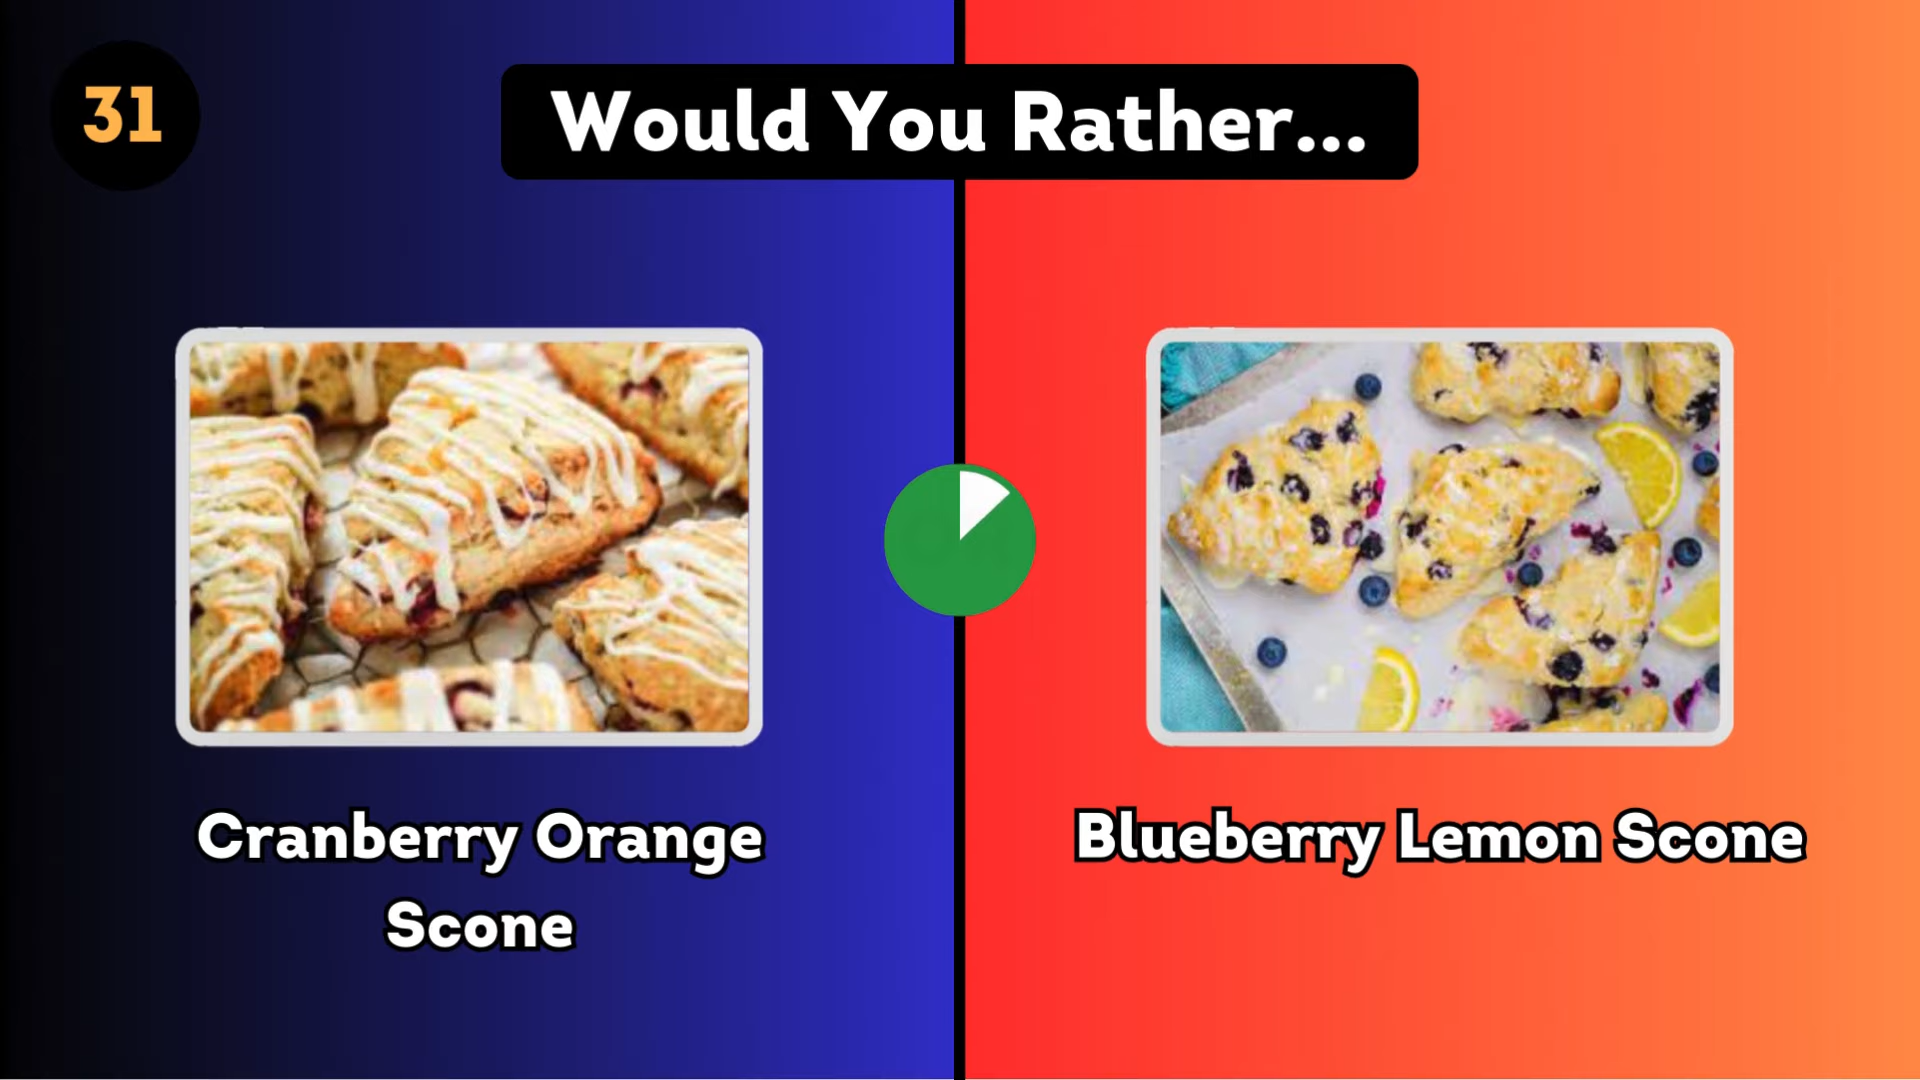 31
Would You Rather...
Cranberry Orange
Scone
Blueberry Lemon Scone